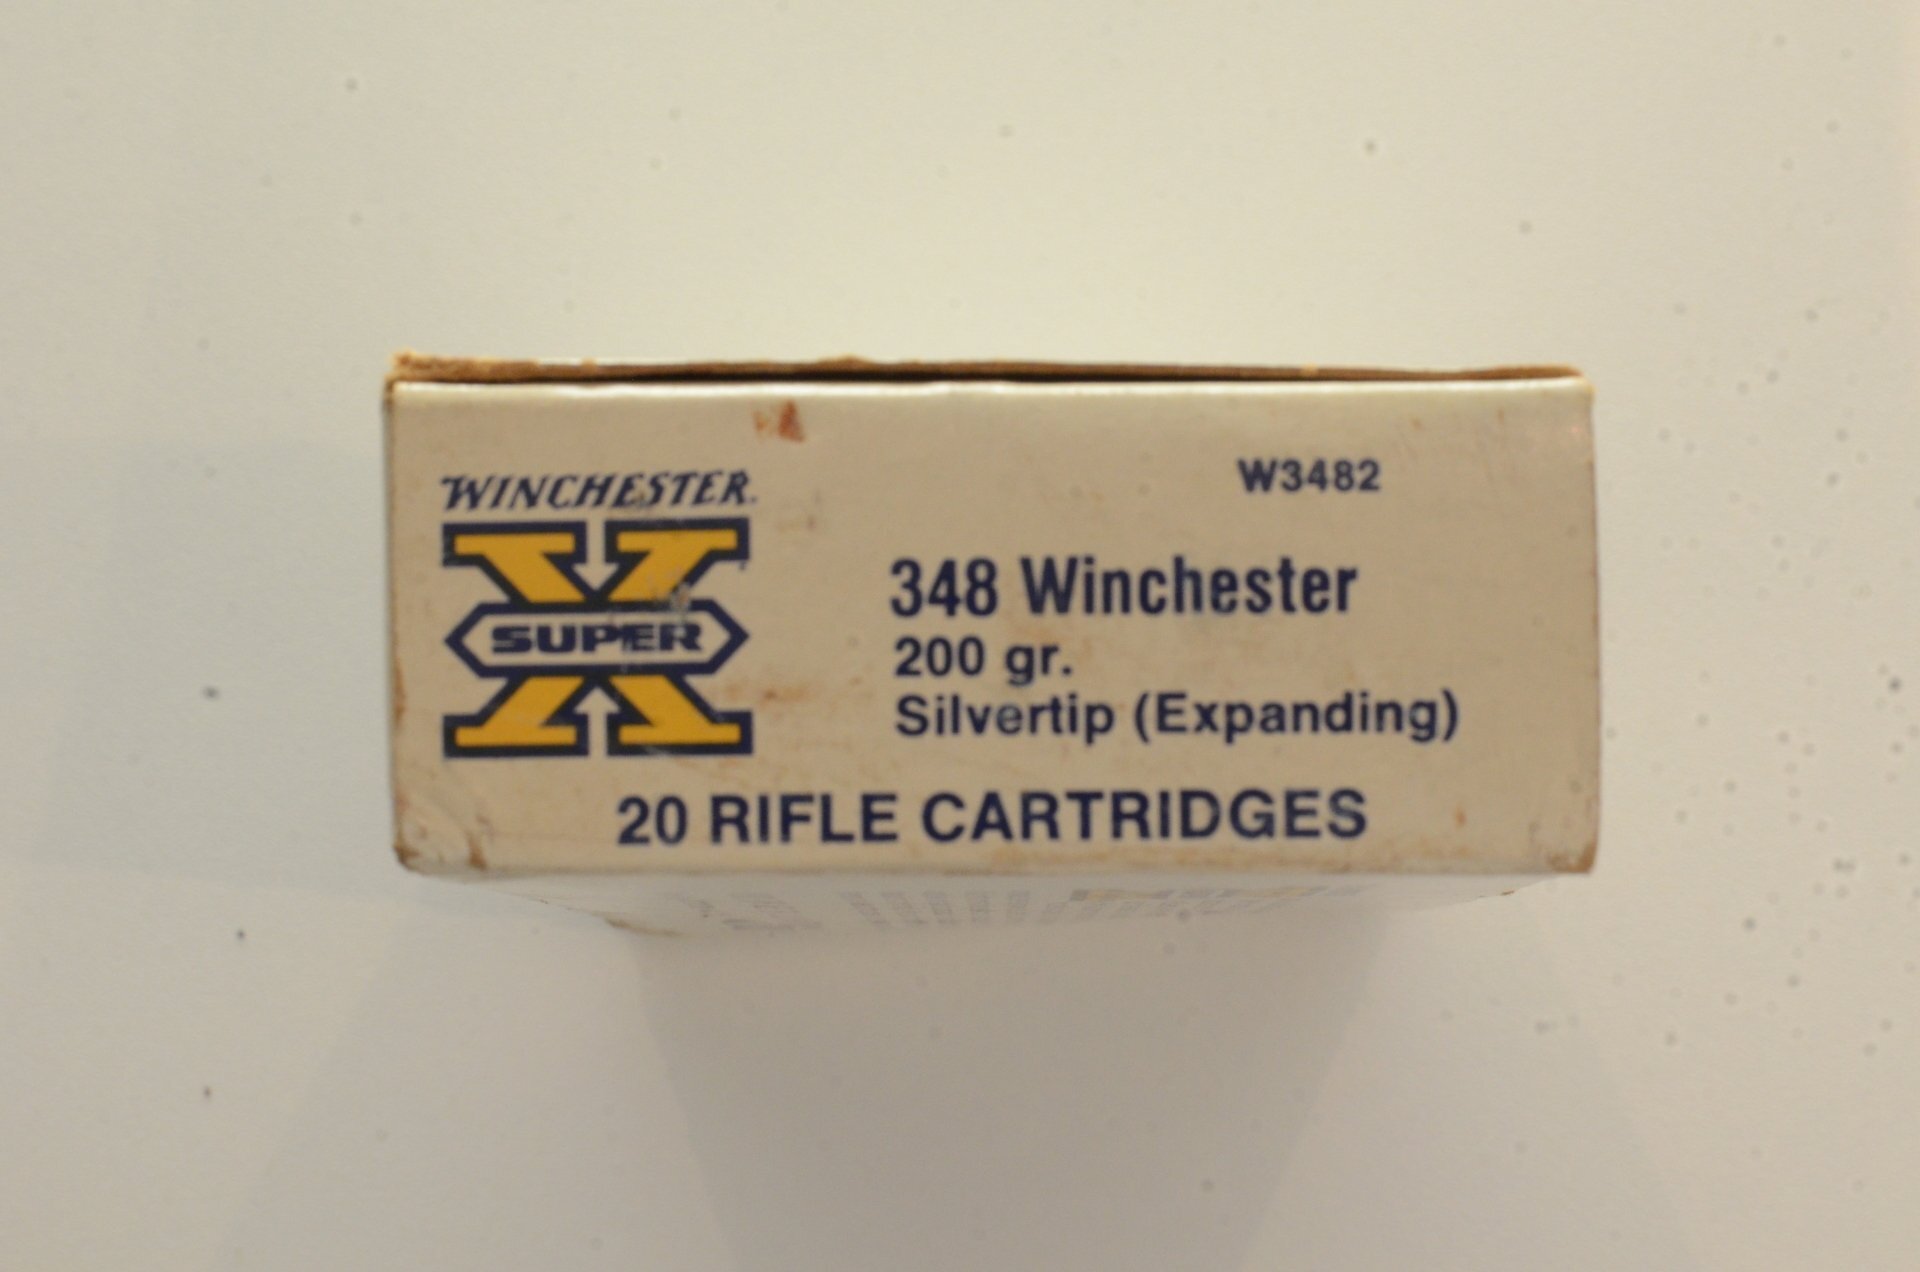 WINCHESTER.
SUPER
W3482
348 Winchester
200 gr.
Silvertip (Expanding)
20 RIFLE CARTRIDGES